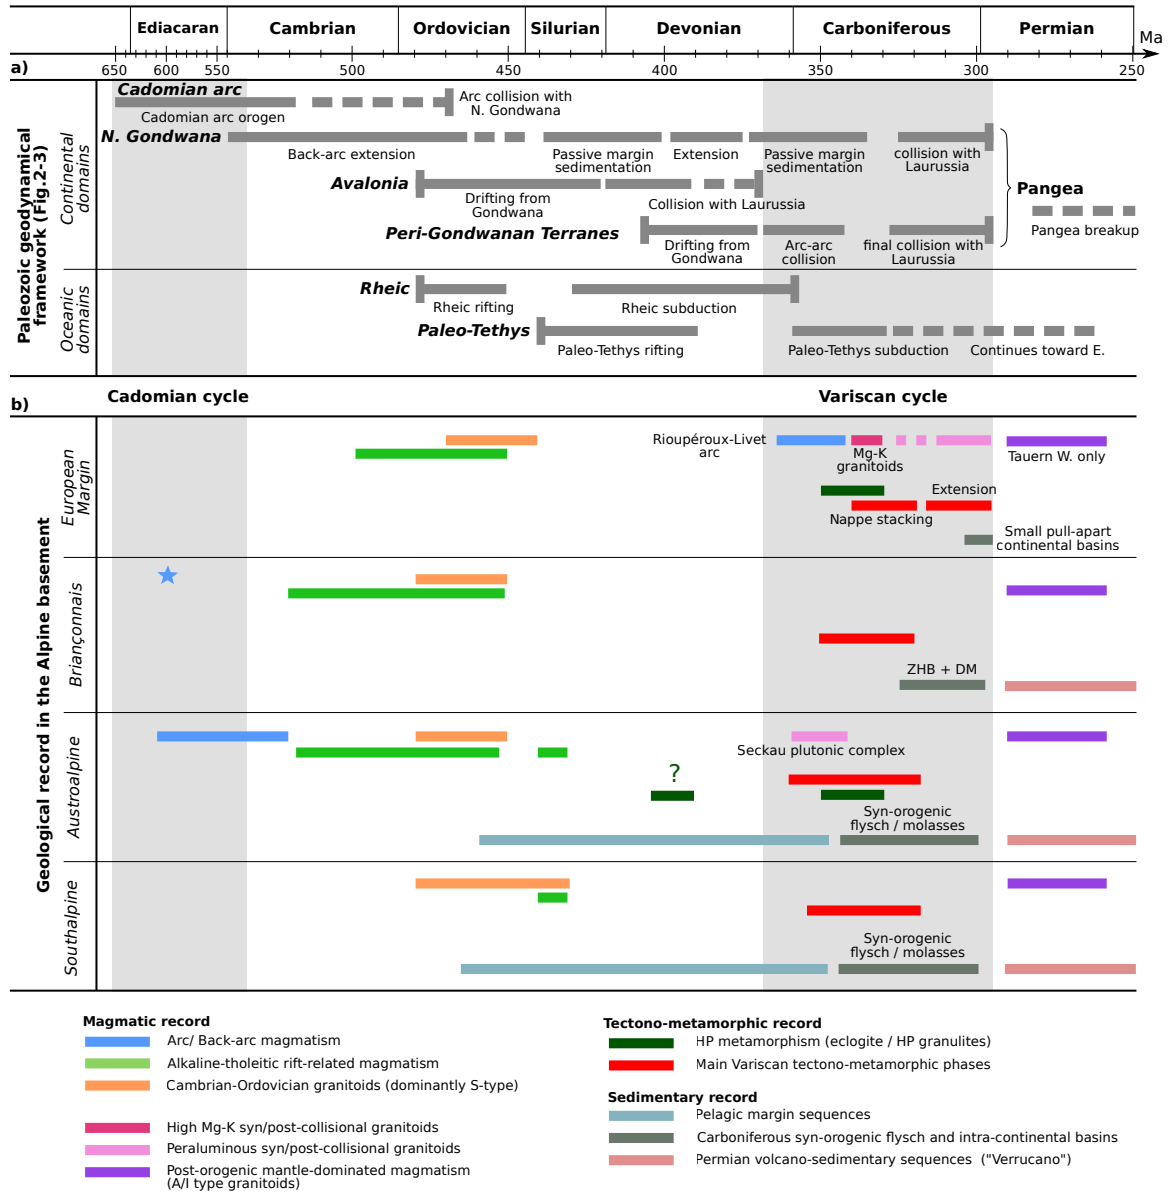 Ediacaran
Cambrian
Ordovician
Silurian
Devonian
Carboniferous
Permian
Ma
650
600
550
500
450
400
350
300
250
a)
Paleozoic geodynamical
framework (Fig.2-3)
Continental
domains
Cadomian arc
Cadomian arc orogen
Arc collision with
N. Gondwana
N. Gondwana
Back-arc extension
Passive margin
sedimentation
Extension
Passive margin
sedimentation
collision with
Laurussia
Avalonia
Drifting from
Gondwana
Collision with Laurussia
Pangea
Pangea breakup
Peri-Gondwanan Terranes
Drifting from
Gondwana
Arc-arc
collision
final collision with
Laurussia
Oceanic
domains
Rheic
Rheic rifting
Rheic subduction
Paleo-Tethys
Paleo-Tethys rifting
Paleo-Tethys subduction
Continues toward E.
b)
Cadomian cycle
Variscan cycle
Geological record in the Alpine basement
European
Margin
Rioupéroux-Livet
arc
Mg-K
granitoids
Tauern W. only
Extension
Nappe stacking
Small pull-apart
continental basins
Briançonnais
ZHB + DM
Austroalpine
Seckau plutonic complex
?
Syn-orogenic
flysch / molasses
Southalpine
Syn-orogenic
flysch / molasses
Magmatic record
Arc/ Back-arc magmatism
Alkaline-tholeitic rift-related magmatism
Cambrian-Ordovician granitoids (dominantly S-type)
High Mg-K syn/post-collisional granitoids
Peraluminous syn/post-collisional granitoids
Post-orogenic mantle-dominated magmatism
(A/I type granitoids)
Tectono-metamorphic record
HP metamorphism (eclogite / HP granulites)
Main Variscan tectono-metamorphic phases
Sedimentary record
Pelagic margin sequences
Carboniferous syn-orogenic flysch and intra-continental basins
Permian volcano-sedimentary sequences ("Verrucano")